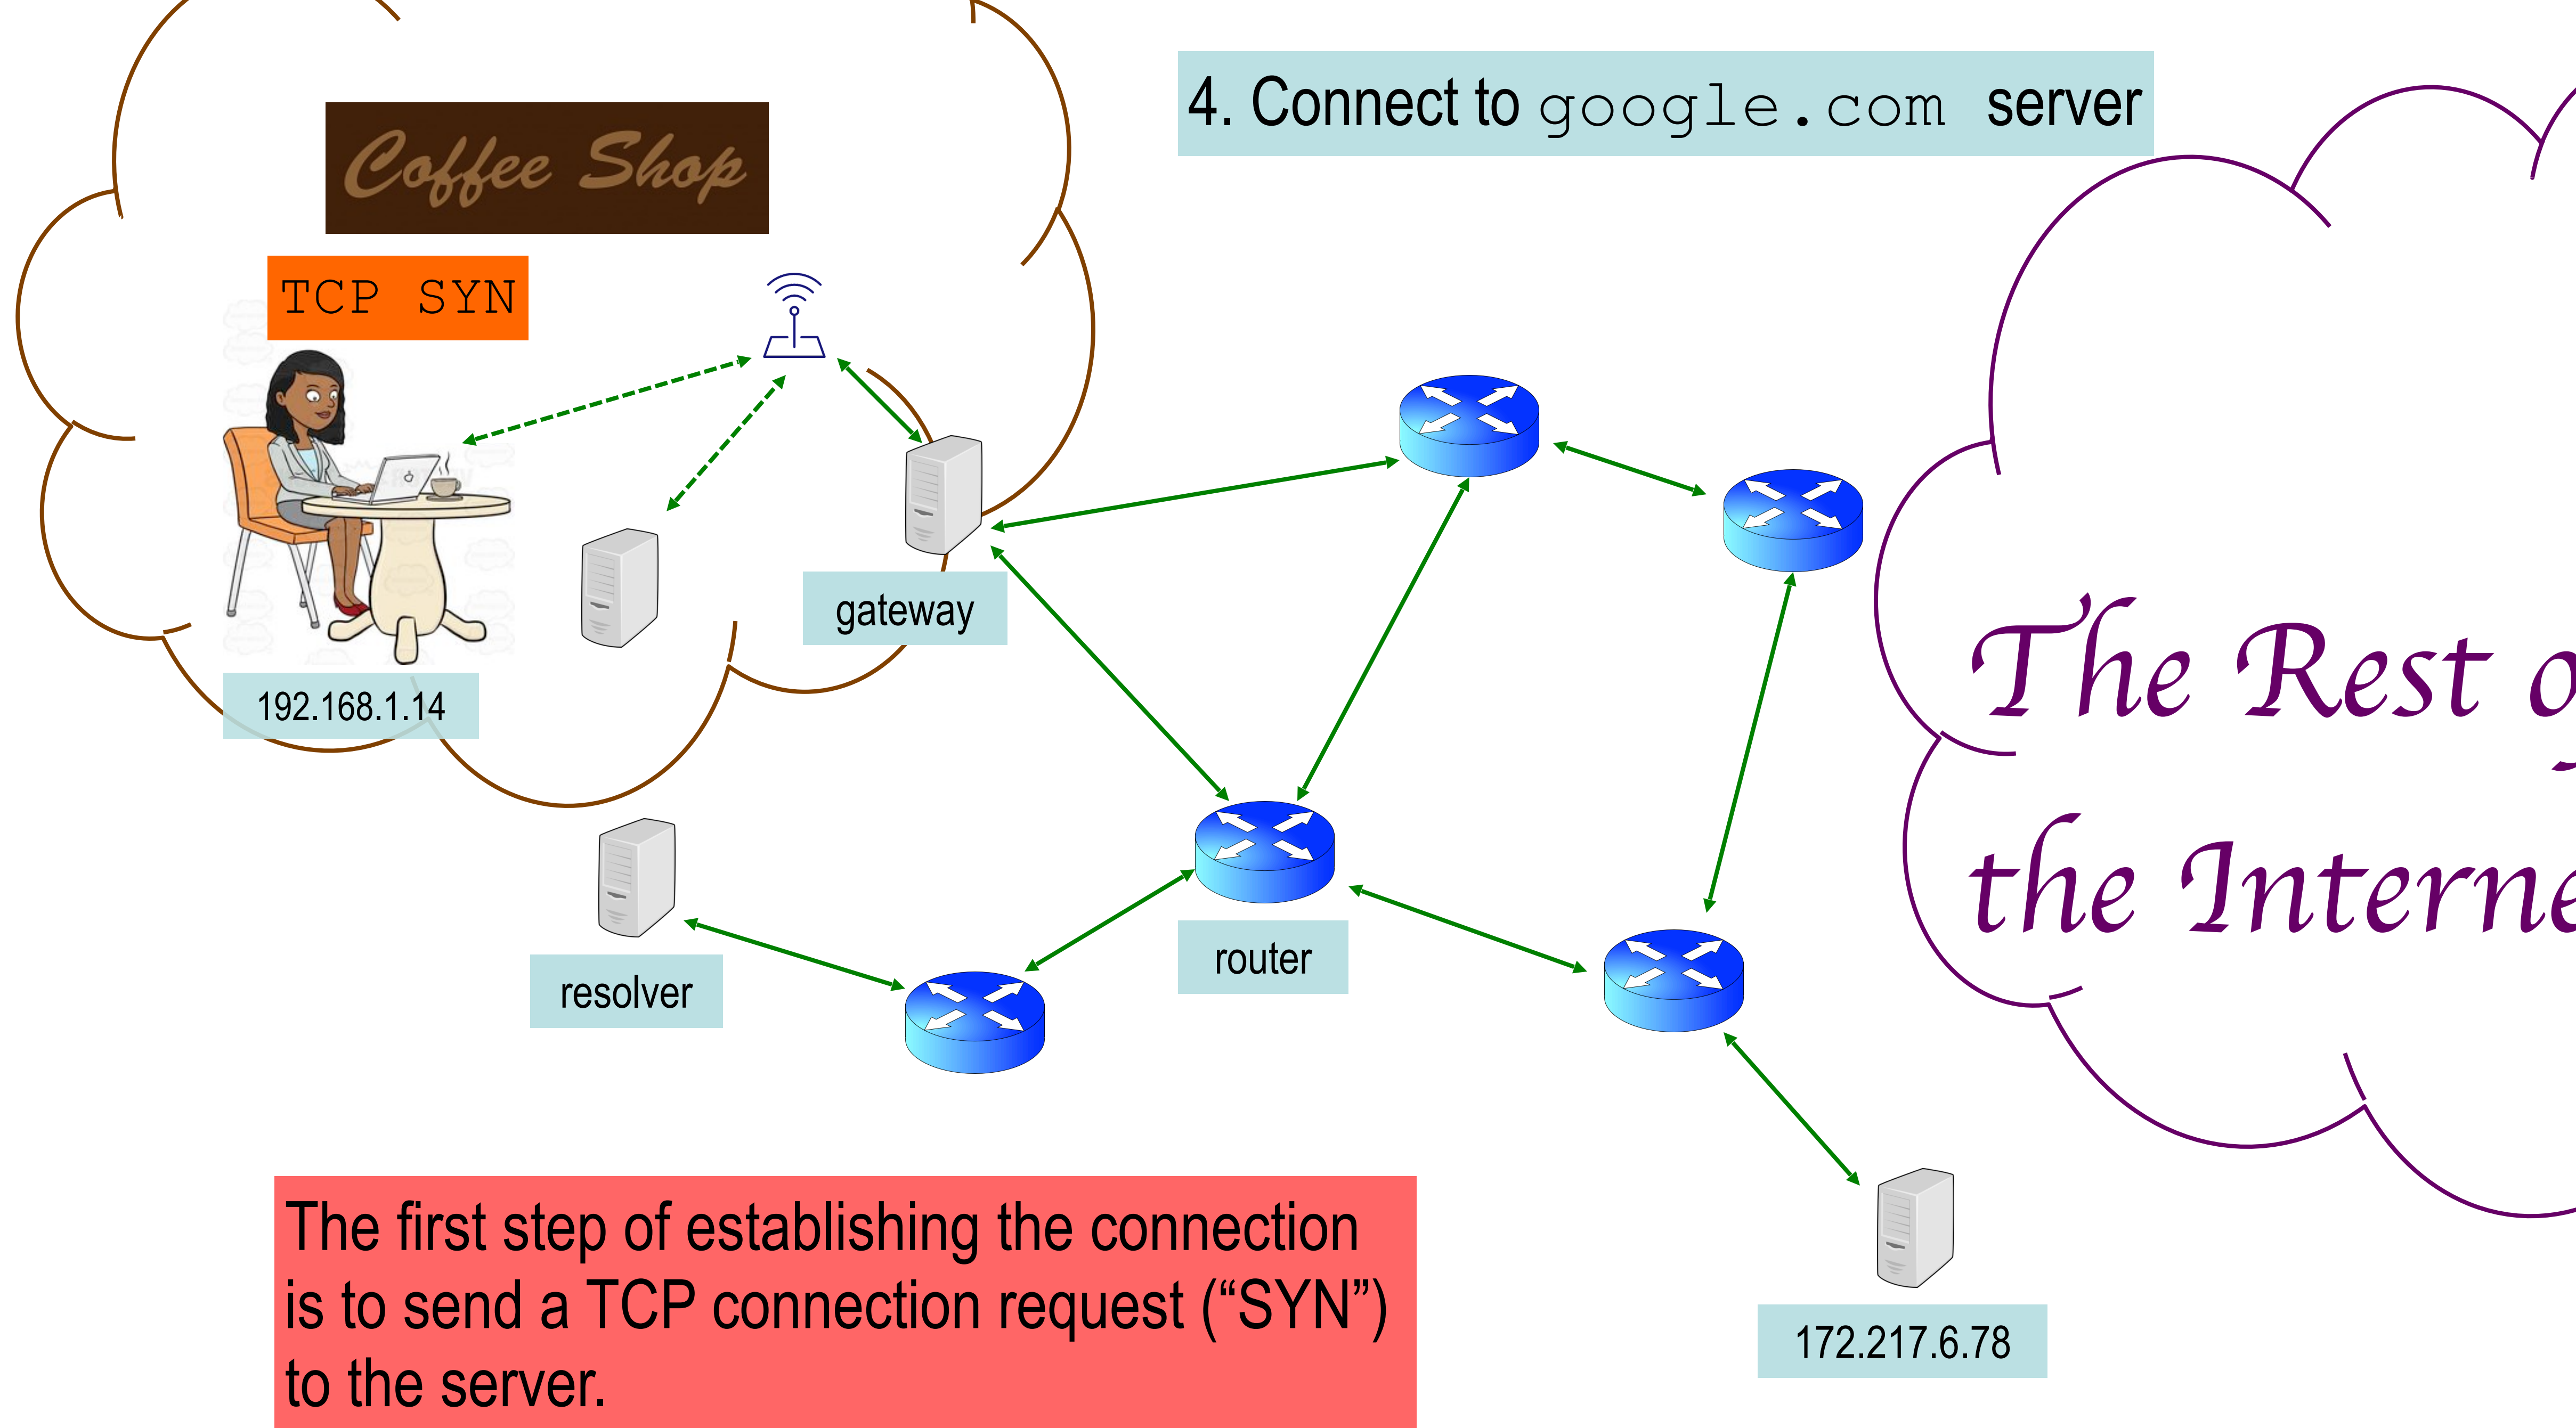 4. Connect to google.com server
Coffee Shop
TCP SYN
gateway
192.168.1.14
The Rest o
the Interne
resolver
router
The first step of establishing the connection
is to send a TCP connection request (“SYN”)
to the server.
172.217.6.78